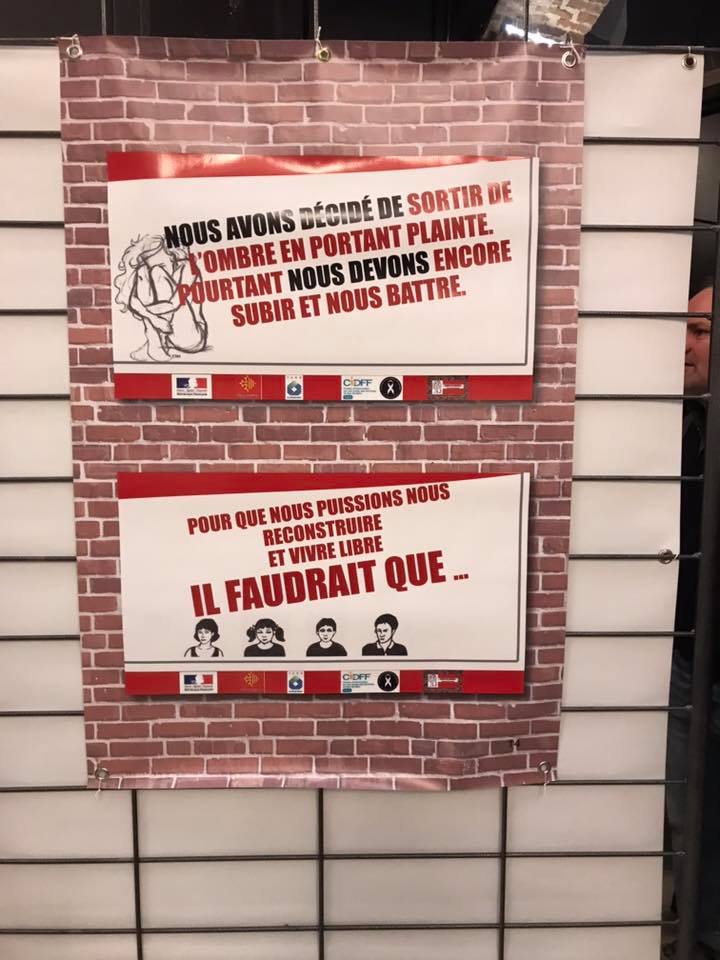 NOUS AVONS DÉCIDÉ DE SORTIR DE
L'OMBRE EN PORTANT PLAINTE.
POURTANT NOUS DEVONS ENCORE
SUBIR ET NOUS BATTRE.
CIDFF
POUR QUE NOUS PUISSIONS NOUS
RECONSTRUIRE
ET VIVRE LIBRE
IL FAUDRAIT QUE ...
CIDFF
14